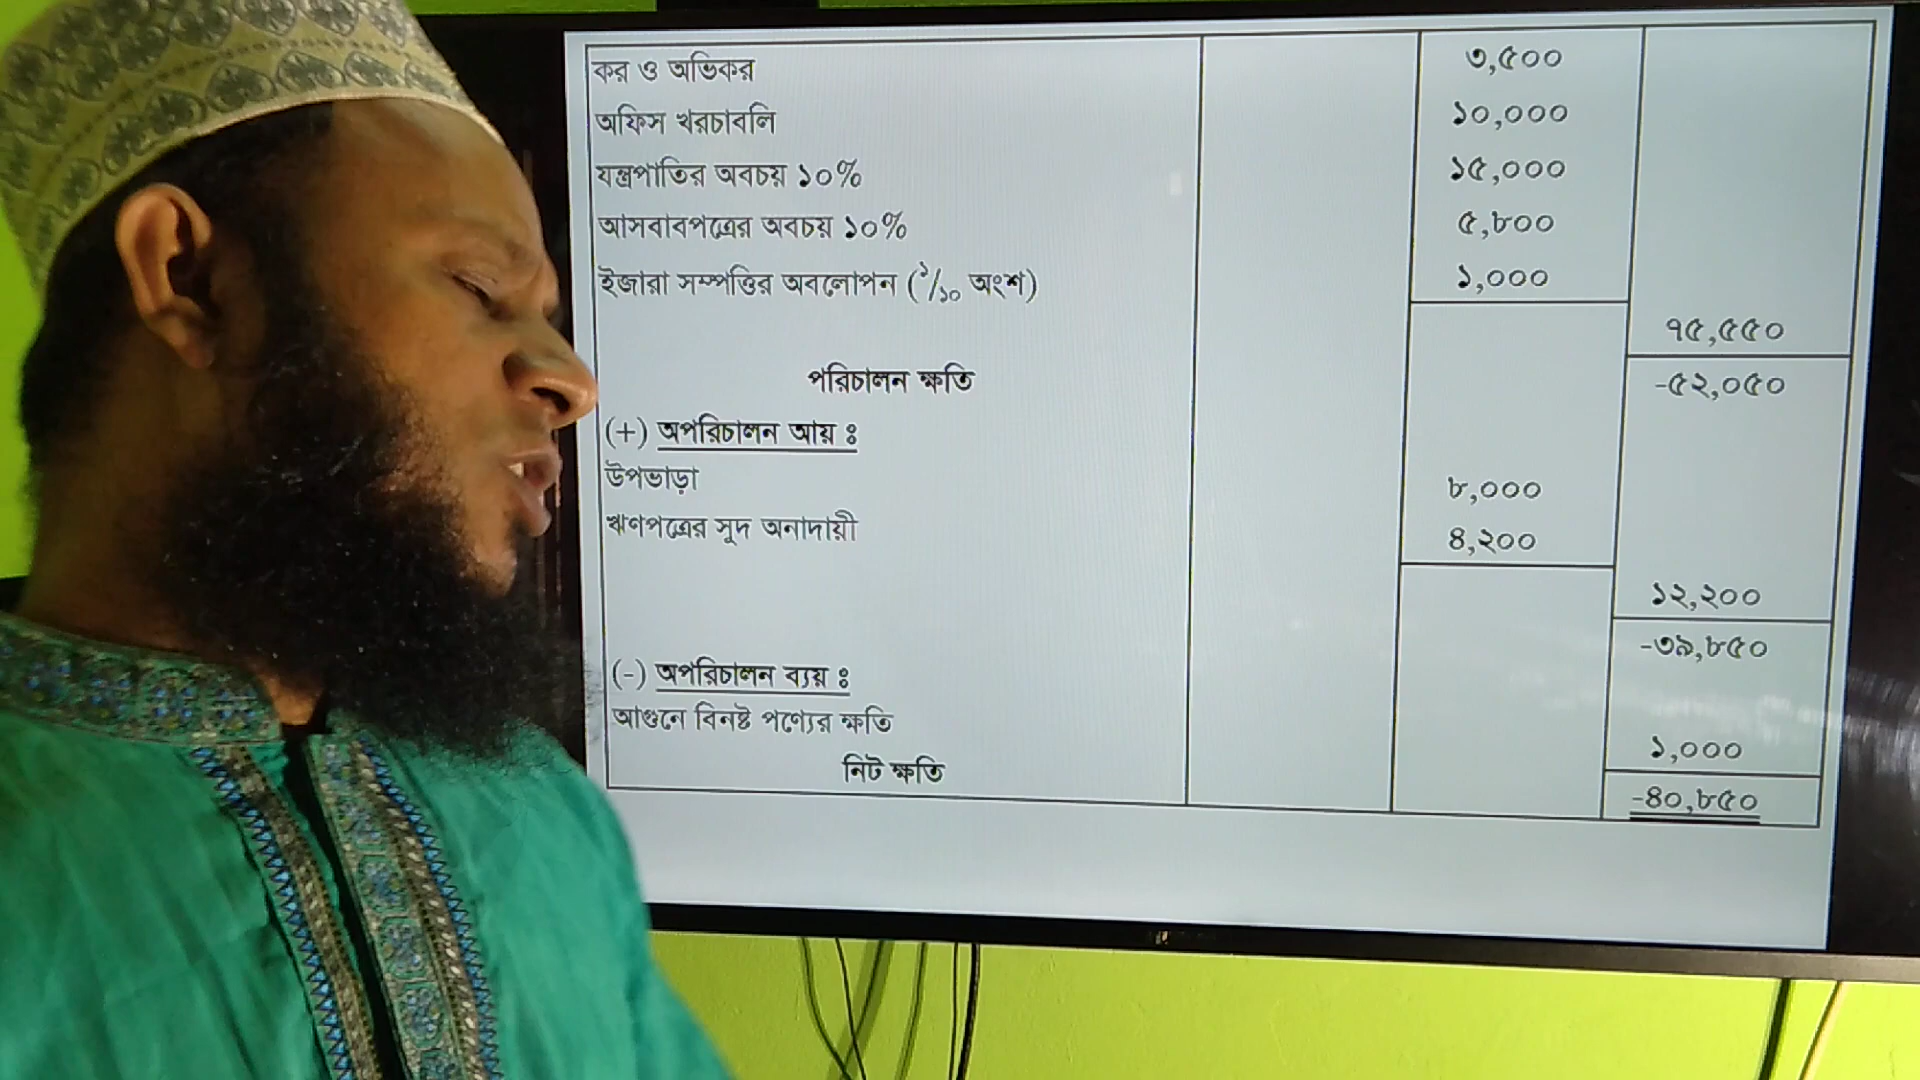 কর ও অভিকর ৩,৫০০
অফিস খরচাবলি ১০,০০০
যন্ত্রপাতির অবচয় ১০% ১৫,০০০
আসবাবপত্রের অবচয় ১০% ৫,৮০০
ইজারা সম্পত্তির অবলোপন (১/১০ অংশ) ১,০০০
৭৫,৫৫০
পরিচালন ক্ষতি -৫২,০৫০
(+) অপরিচালন আয় ঃ
উপভাড়া ৮,০০০
ঋণপত্রের সূদ অনাদায়ী ৪,২০০
১২,২০০
-৩৯,৮৫০
(-) অপরিচালন ব্যয় ঃ
আগুনে বিনষ্ট পণ্যের ক্ষতি ১,০০০
নিট ক্ষতি -৪০,৮৫০